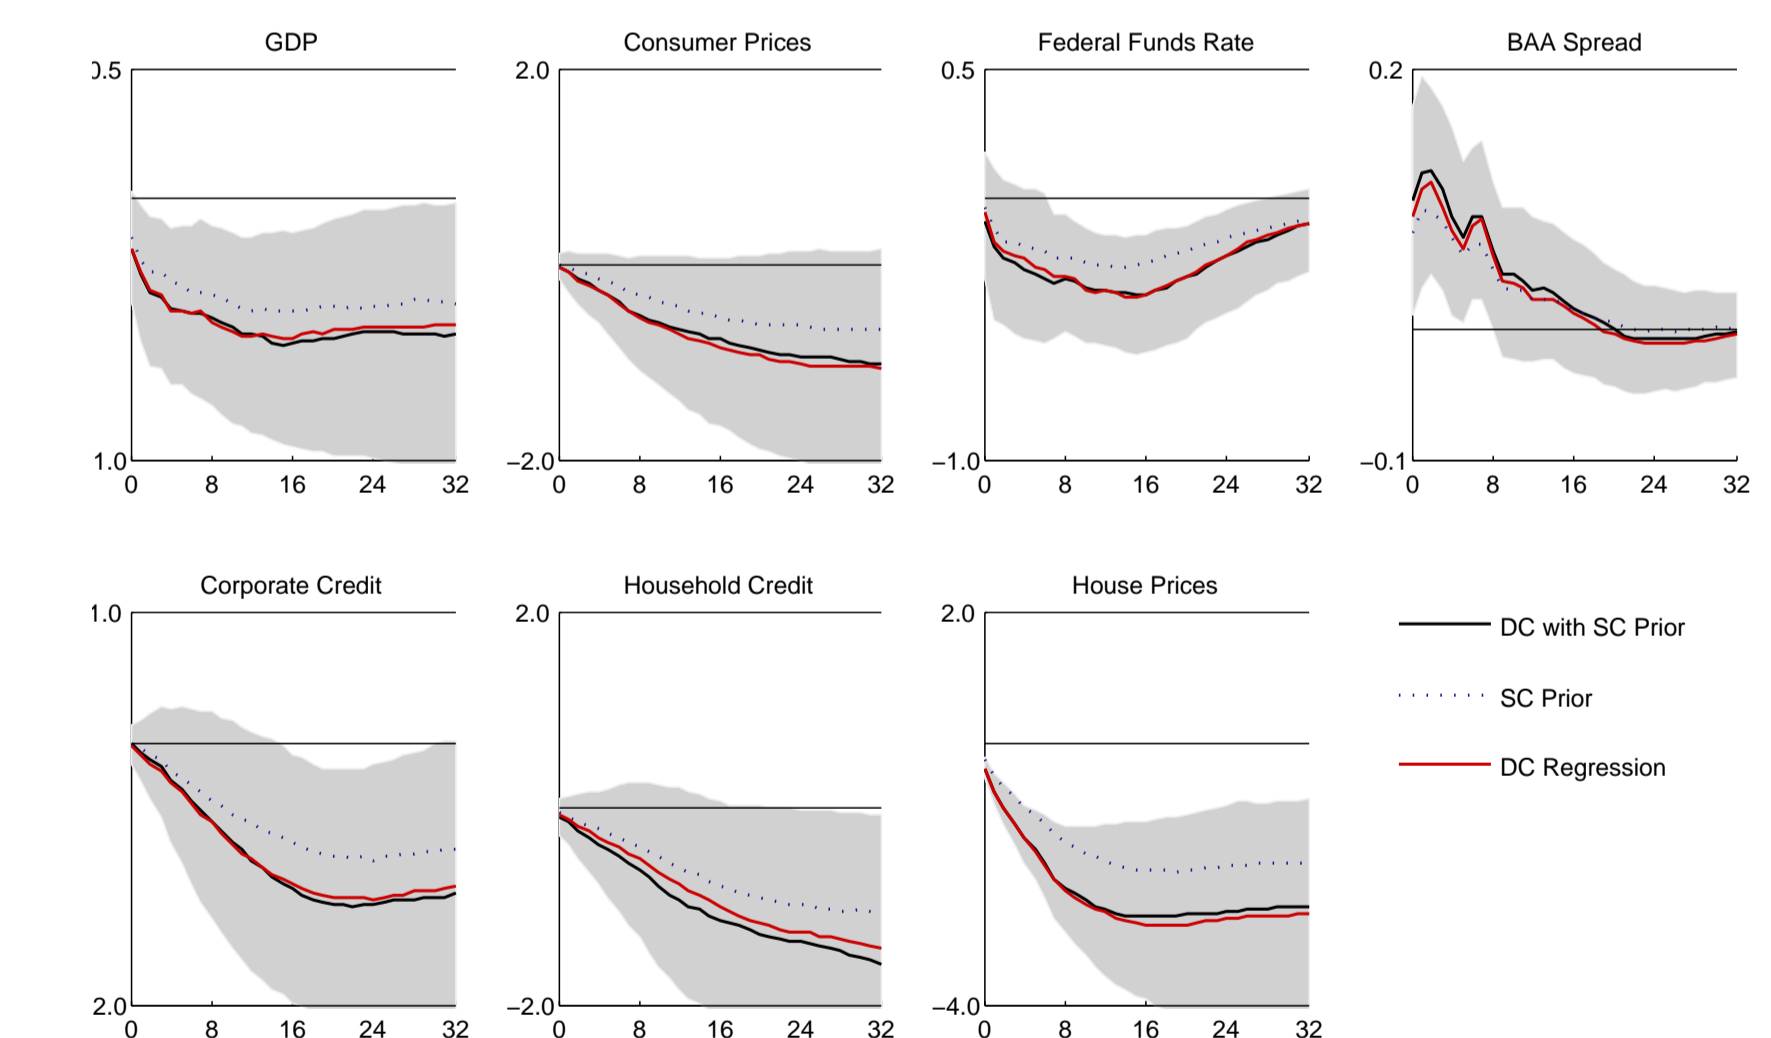 GDP Consumer Prices Federal Funds Rate BAA Spread
0.5 2.0 0.5 0.2
1.0 −2.0 −1.0 −0.1
0 8 16 24 32 0 8 16 24 32 0 8 16 24 32 0 8 16 24 32
Corporate Credit Household Credit House Prices
1.0 2.0 2.0
DC with SC Prior
SC Prior
DC Regression
2.0 −2.0 −4.0
0 8 16 24 32 0 8 16 24 32 0 8 16 24 32